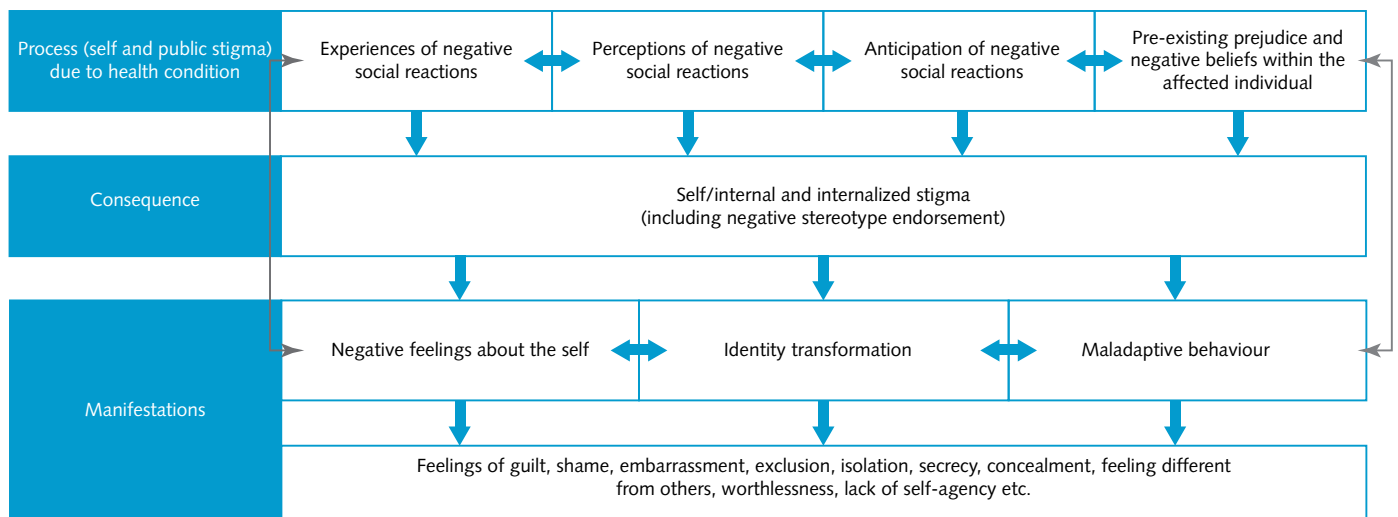 Process (self and public stigma)
due to health condition
Experiences of negative
social reactions
Perceptions of negative
social reactions
Anticipation of negative
social reactions
Pre-existing prejudice and
negative beliefs within the
affected individual
Consequence
Self/internal and internalized stigma
(including negative stereotype endorsement)
Manifestations
Negative feelings about the self
Identity transformation
Maladaptive behaviour
Feelings of guilt, shame, embarrassment, exclusion, isolation, secrecy, concealment, feeling different
from others, worthlessness, lack of self-agency etc.